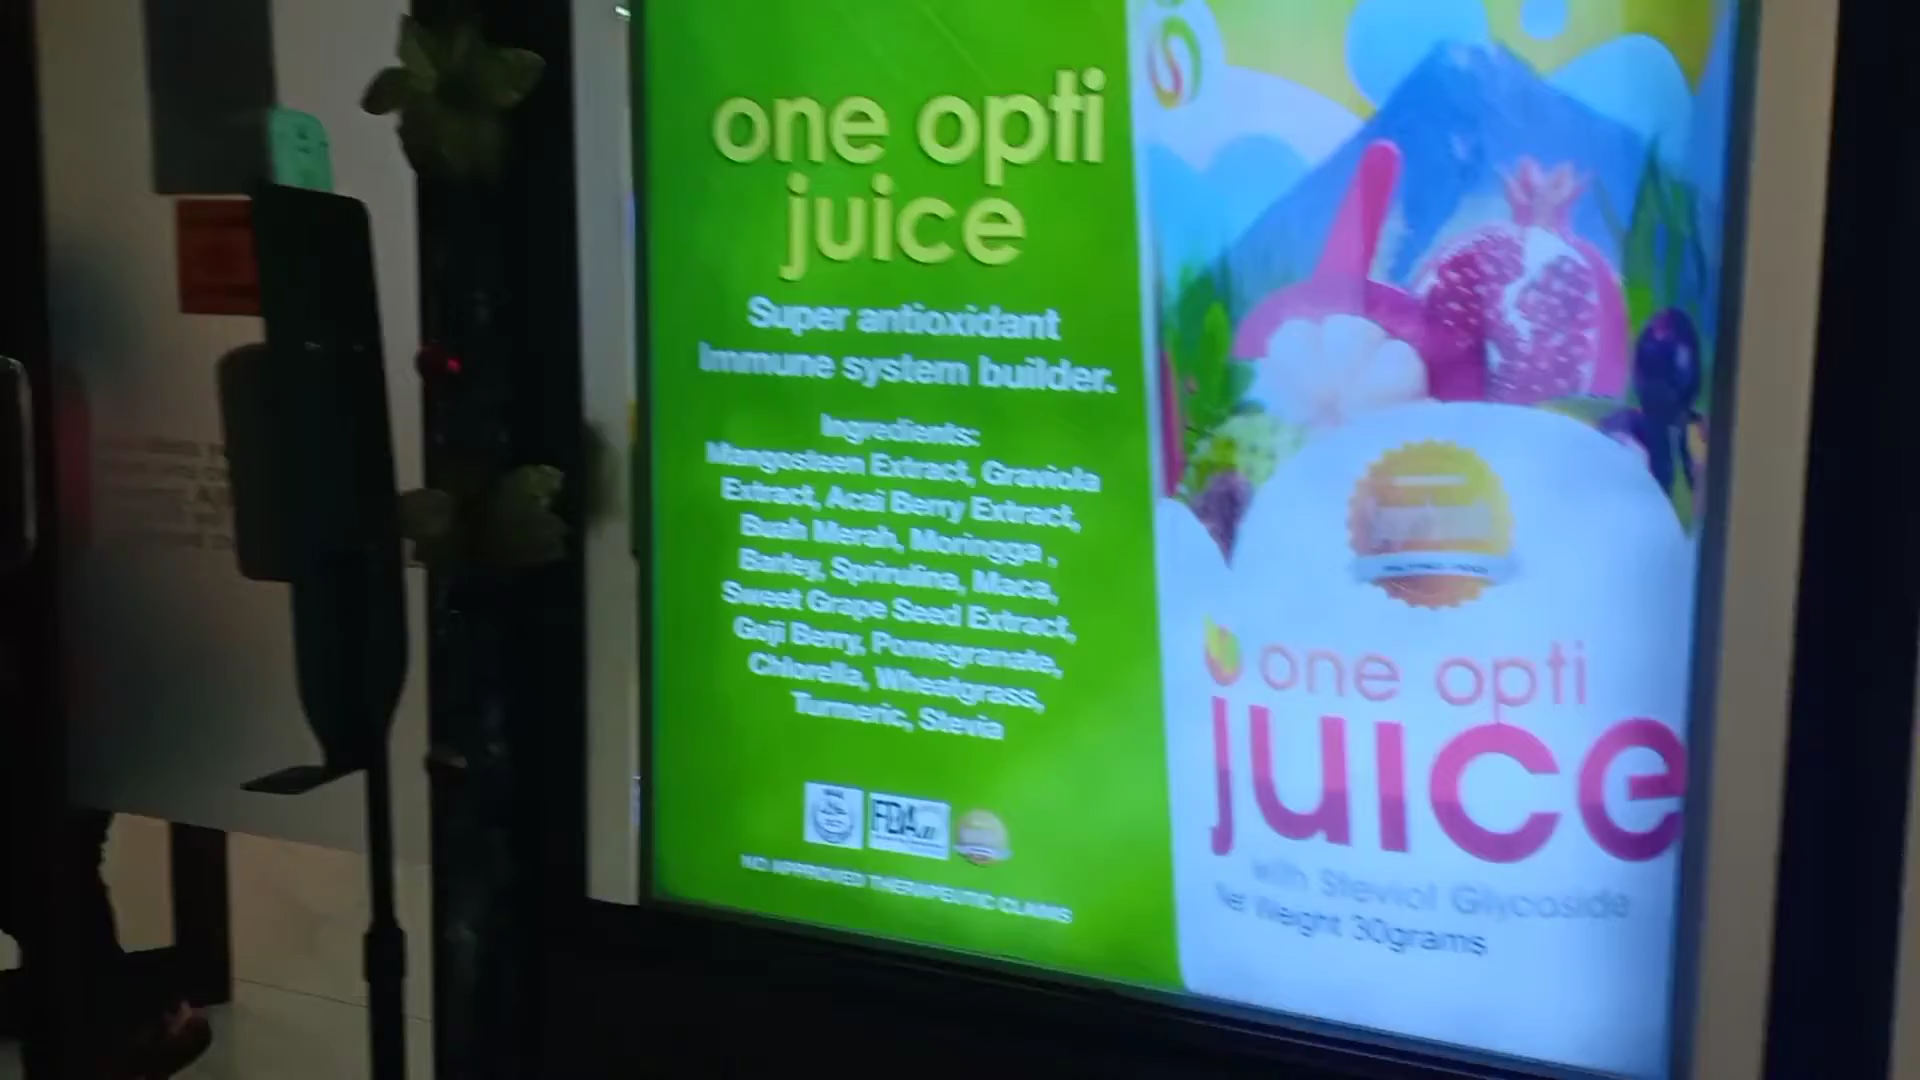 one opti
juice
Super antioxidant
Immune system builder.
Ingredients:
Mangosteen Extract, Graviola
Extract, Acai Berry Extract,
Buah Merah, Moringga ,
Barley, Sprirulina, Maca,
Sweet Grape Seed Extract,
Goji Berry, Pomegranate,
Chlorella, Wheatgrass,
Turmeric, Stevia
FDA
NO APPROVED THERAPEUTIC CLAIMS
one opti
juice
with Steviol Glycoside
Net Weight 30grams